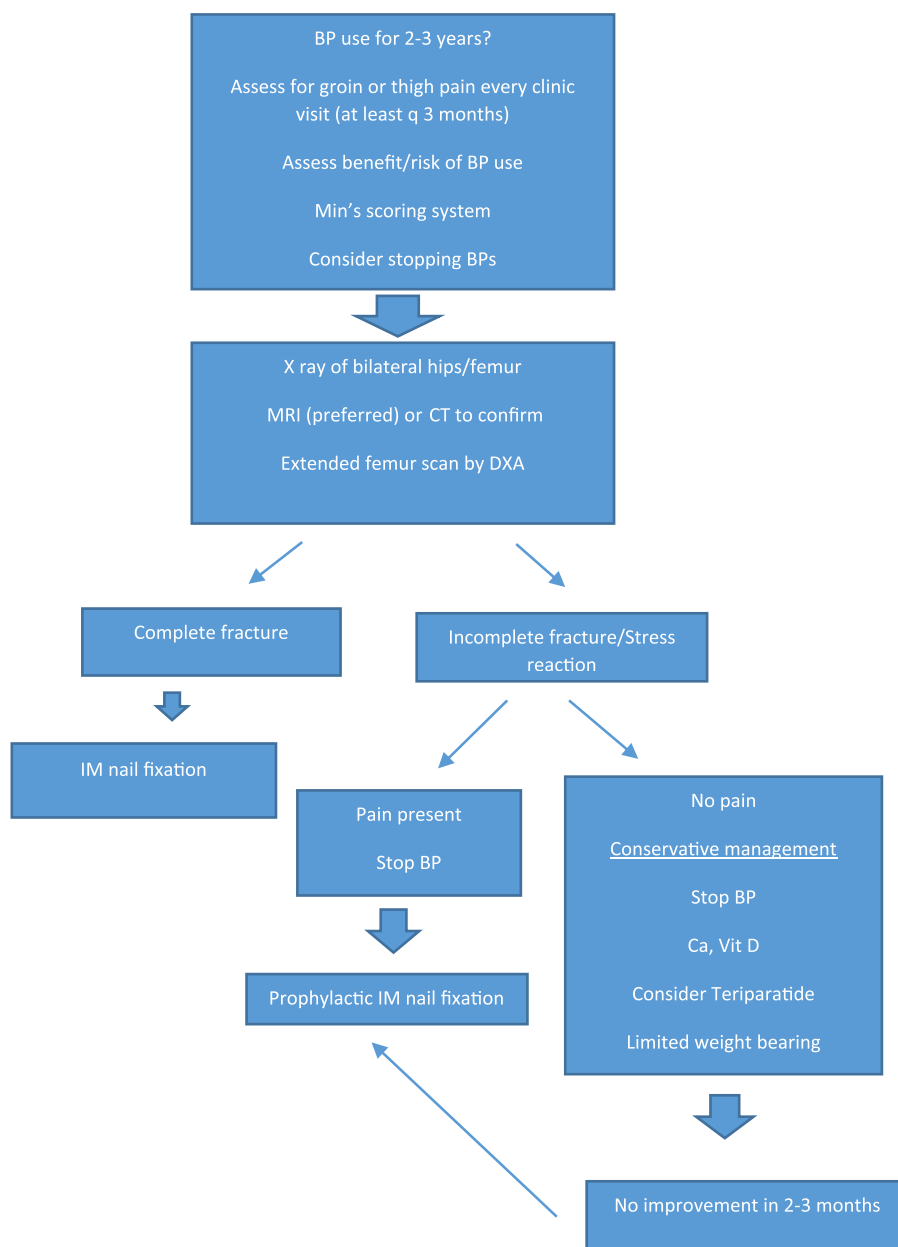 BP use for 2-3 years?
Assess for groin or thigh pain every clinic
visit (at least q 3 months)
Assess benefit/risk of BP use
Min’s scoring system
Consider stopping BPs
X ray of bilateral hips/femur
MRI (preferred) or CT to confirm
Extended femur scan by DXA
Complete fracture
Incomplete fracture/Stress
reaction
IM nail fixation
Pain present
Stop BP
No pain
Conservative management
Stop BP
Ca, Vit D
Consider Teriparatide
Limited weight bearing
Prophylactic IM nail fixation
No improvement in 2-3 months